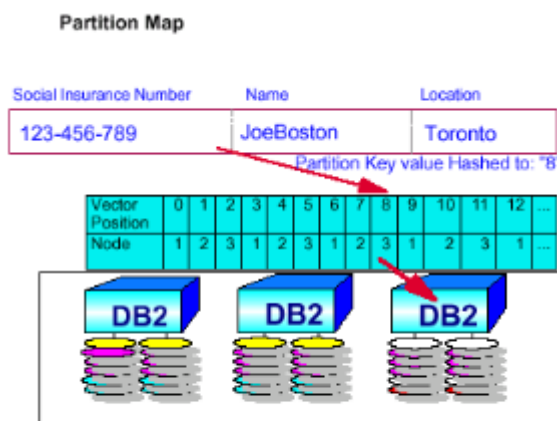 Partition Map
Social Insurance Number Name Location
123-456-789 JoeBoston Toronto
Partition Key value Hashed to: "8
Vector Position 0 1 2 3 4 5 6 7 8 9 10 11 12 ...
Node 1 2 3 1 2 3 1 2 3 1 2 3 1 ...
DB2 DB2 DB2